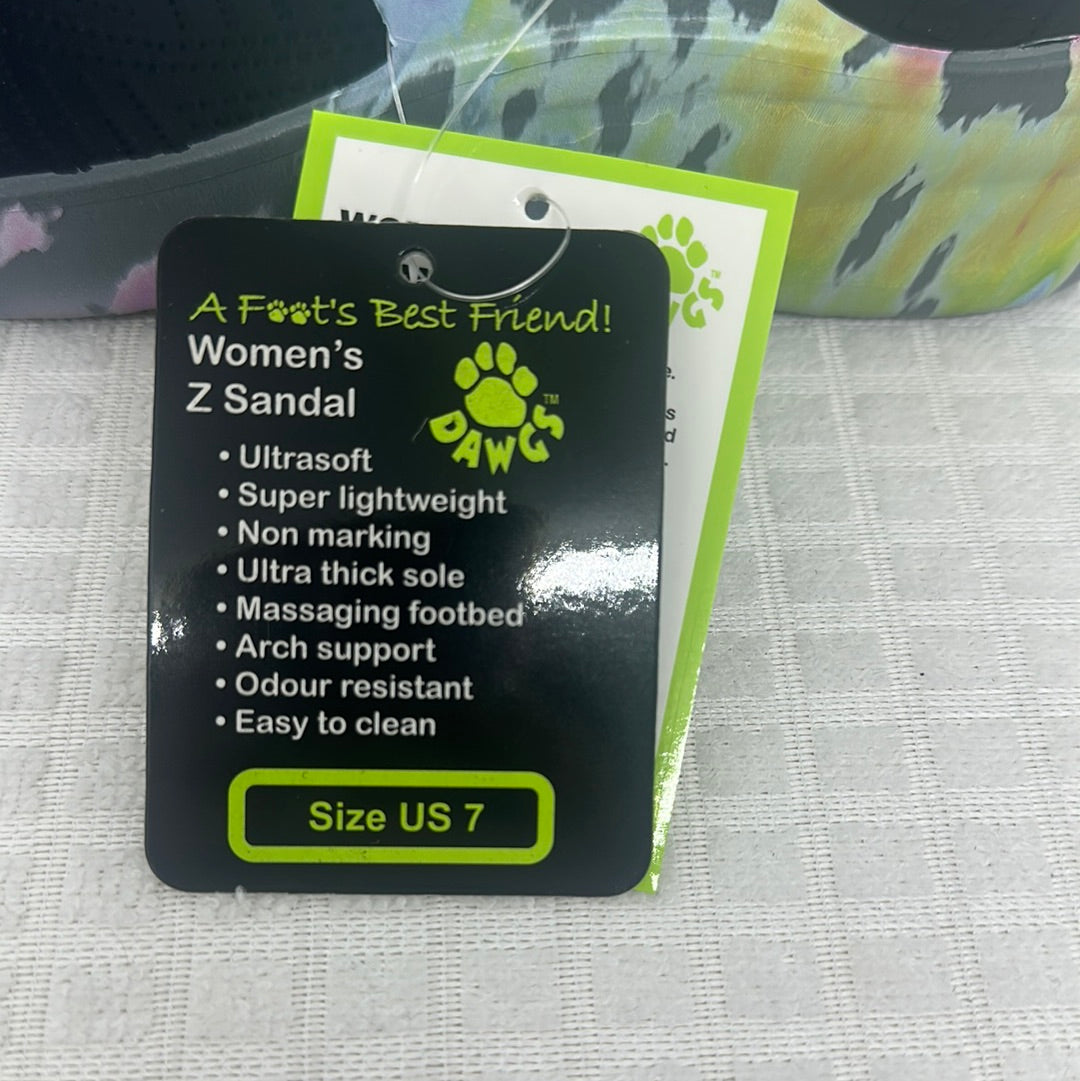 A Foot's Best Friend!
Women's
Z Sandal
DAWGS™
• Ultrasoft
• Super lightweight
• Non marking
• Ultra thick sole
• Massaging footbed
• Arch support
• Odour resistant
• Easy to clean
Size US 7